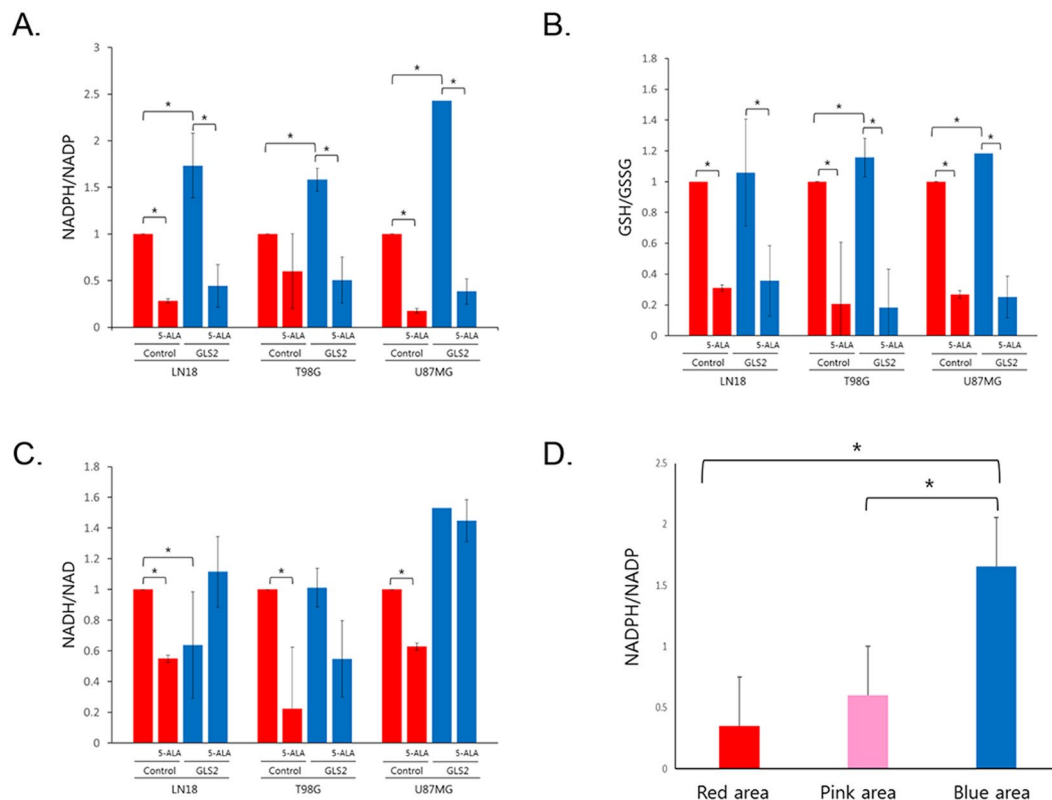 A.
NADPH/NADP
3
2.5
2
1.5
1
0.5
0
* * * * * * * *
5-ALA 5-ALA 5-ALA 5-ALA 5-ALA 5-ALA
Control GLS2 Control GLS2 Control GLS2
LN18 T98G U87MG
B.
GSH/GSSG
1.8
1.6
1.4
1.2
1
0.8
0.6
0.4
0.2
0
* * * * * * * *
5-ALA 5-ALA 5-ALA 5-ALA 5-ALA 5-ALA
Control GLS2 Control GLS2 Control GLS2
LN18 T98G U87MG
C.
NADH/NAD
1.8
1.6
1.4
1.2
1
0.8
0.6
0.4
0.2
0
* * * *
5-ALA 5-ALA 5-ALA 5-ALA 5-ALA 5-ALA
Control GLS2 Control GLS2 Control GLS2
LN18 T98G U87MG
D.
NADPH/NADP
2.5
2
1.5
1
0.5
0
*
*
Red area Pink area Blue area